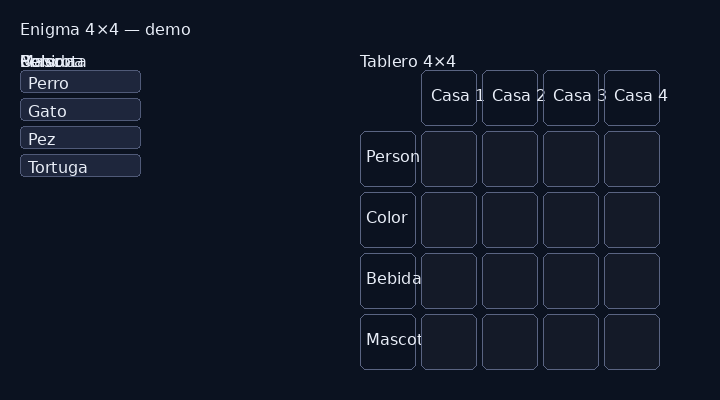 Enigma 4×4 — demo
Perro
Gato
Pez
Tortuga
Tablero 4×4
Casa 1 Casa 2 Casa 3 Casa 4
Person
Color
Bebida
Mascot